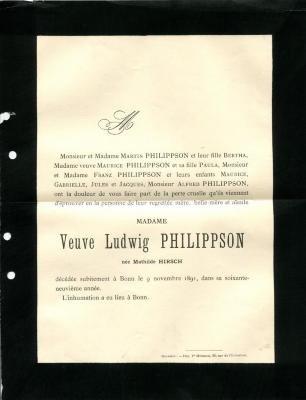 M
Monsieur et Madame MARTIN PHILIPPSON et leur fille BERTHA,
Madame veuve MAURICE PHILIPPSON et sa fille PAULA, Monsieur
et Madame FRANZ PHILIPPSON et leurs enfants MAURICE,
GABRIELLE, JULES et JACQUES, Monsieur ALFRED PHILIPPSON,
ont la douleur de vous faire part de la perte cruelle qu'ils viennent
d'éprouver en la personne de leur regrettée mère, belle-mère et aïeule
MADAME
Veuve Ludwig PHILIPPSON
née Mathilde HIRSCH
décédée subitement à Bonn le 9 novembre 1891, dans sa soixante-
neuvième année.
L'inhumation a eu lieu à Bonn.